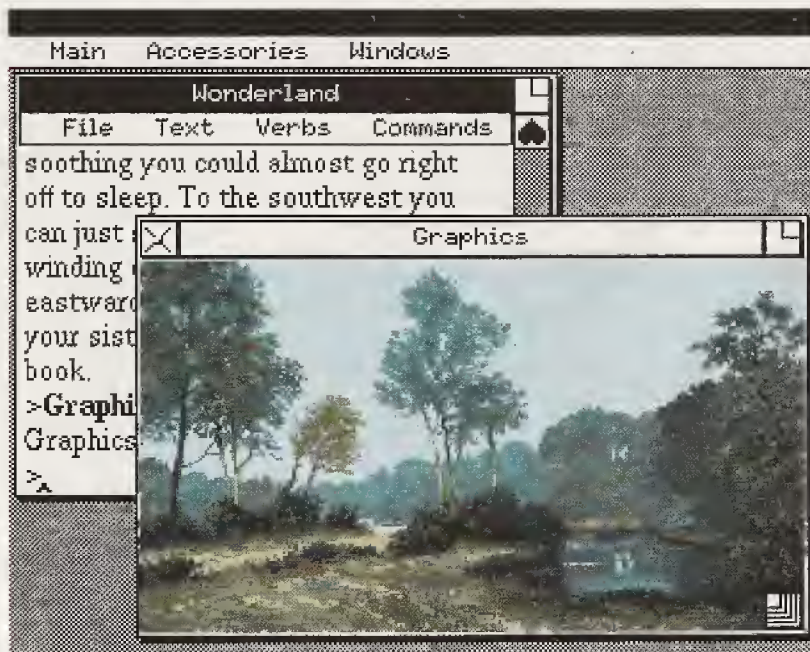 Main Accessories Windows
Wonderland
File Text Verbs Commands
soothing you could almost go right
off to sleep. To the southwest you
can just
winding
eastward
your sist
book.
>Graphi
Graphics
>
Graphics